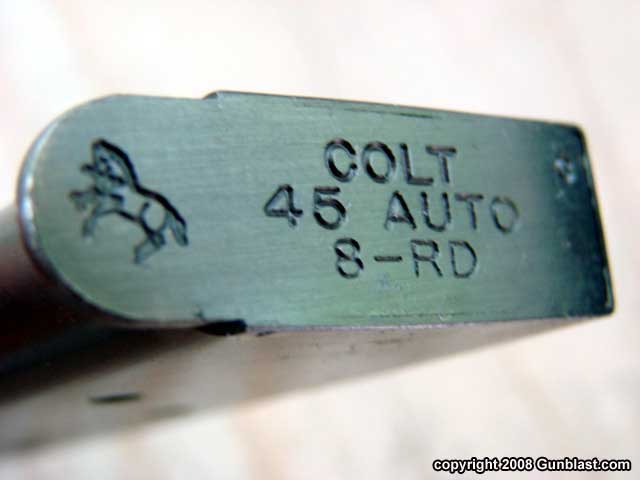 COLT
45 AUTO
8-RD
copyright 2008 Gunblast.com